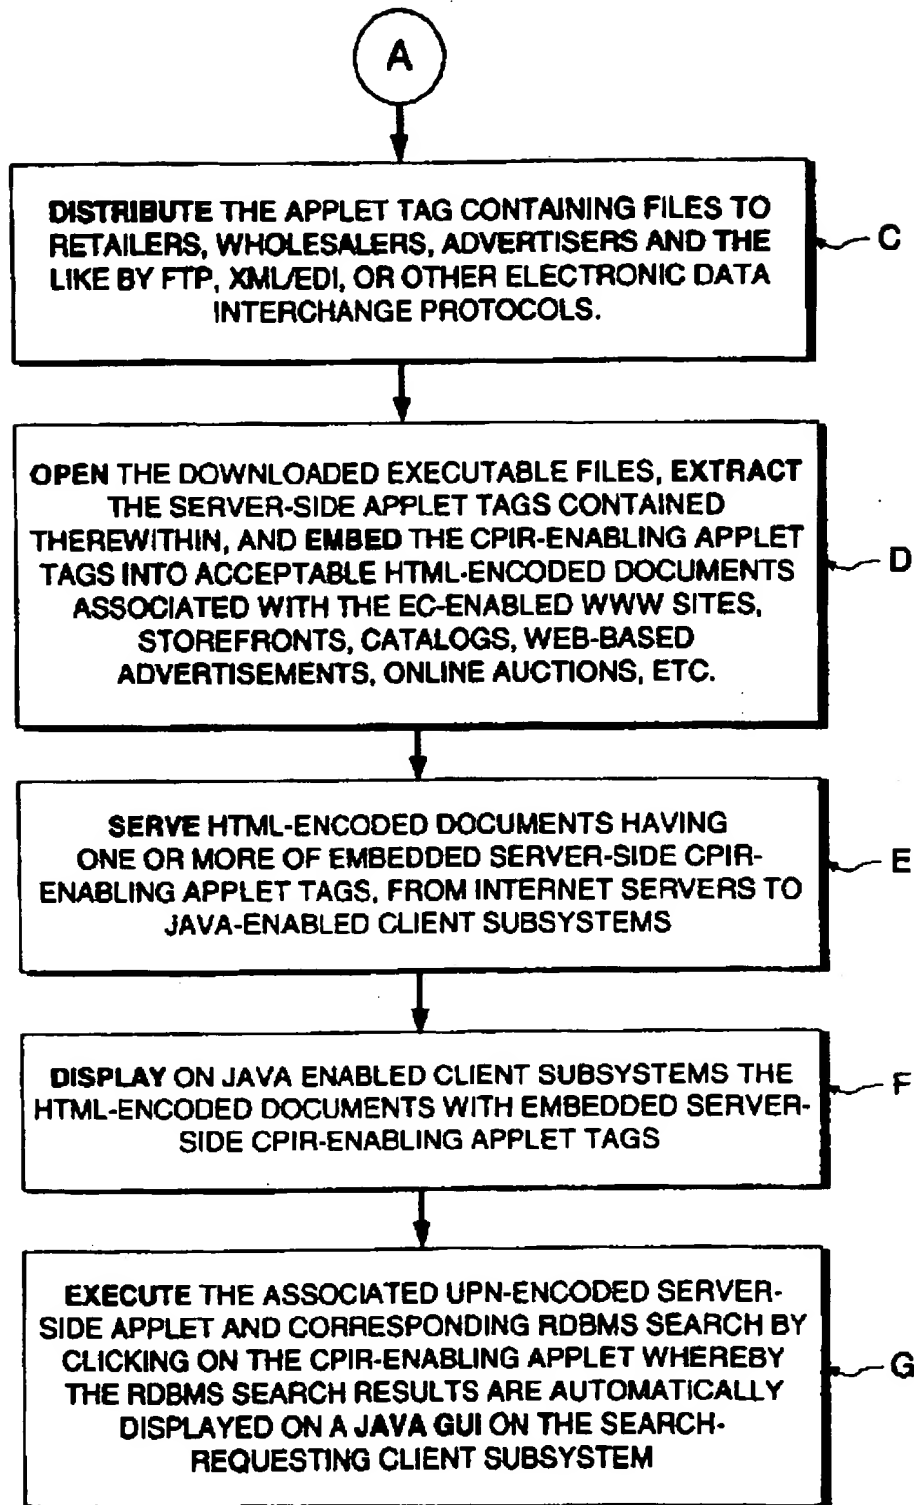 A
DISTRIBUTE THE APPLET TAG CONTAINING FILES TO
RETAILERS, WHOLESALERS, ADVERTISERS AND THE
LIKE BY FTP, XML/EDI, OR OTHER ELECTRONIC DATA
INTERCHANGE PROTOCOLS.
C
OPEN THE DOWNLOADED EXECUTABLE FILES, EXTRACT
THE SERVER-SIDE APPLET TAGS CONTAINED
THEREWITHIN, AND EMBED THE CPIR-ENABLING APPLET
TAGS INTO ACCEPTABLE HTML-ENCODED DOCUMENTS
ASSOCIATED WITH THE EC-ENABLED WWW SITES,
STOREFRONTS, CATALOGS, WEB-BASED
ADVERTISEMENTS, ONLINE AUCTIONS, ETC.
D
SERVE HTML-ENCODED DOCUMENTS HAVING
ONE OR MORE OF EMBEDDED SERVER-SIDE CPIR-
ENABLING APPLET TAGS, FROM INTERNET SERVERS TO
JAVA-ENABLED CLIENT SUBSYSTEMS
E
DISPLAY ON JAVA ENABLED CLIENT SUBSYSTEMS THE
HTML-ENCODED DOCUMENTS WITH EMBEDDED SERVER-
SIDE CPIR-ENABLING APPLET TAGS
F
EXECUTE THE ASSOCIATED UPN-ENCODED SERVER-
SIDE APPLET AND CORRESPONDING RDBMS SEARCH BY
CLICKING ON THE CPIR-ENABLING APPLET WHEREBY
THE RDBMS SEARCH RESULTS ARE AUTOMATICALLY
DISPLAYED ON A JAVA GUI ON THE SEARCH-
REQUESTING CLIENT SUBSYSTEM
G